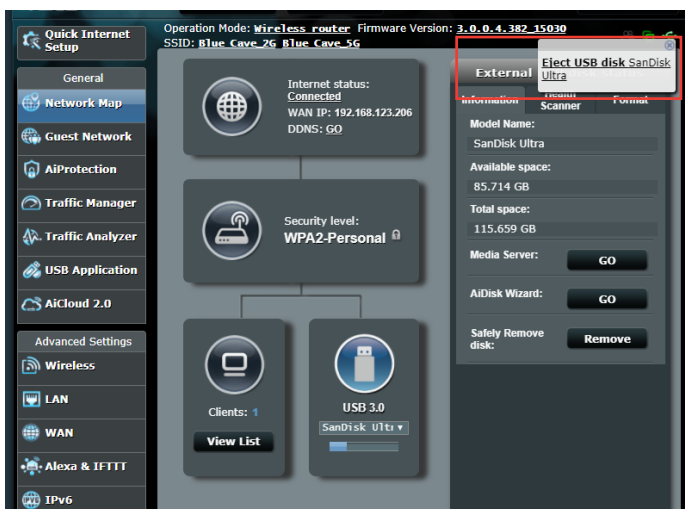 Quick Internet
Setup
General
Network Map
Guest Network
AiProtection
Traffic Manager
Traffic Analyzer
USB Application
AiCloud 2.0
Advanced Settings
Wireless
LAN
WAN
Alexa & IFTTT
IPv6
Operation Mode: Wireless router Firmware Version: 3.0.0.4.382_15030
SSID: Blue Cave_2G Blue Cave_5G
Internet status:
Connected
WAN IP: 192.168.123.206
DDNS: GO
Security level:
WPA2-Personal
Clients: 1
View List
USB 3.0
SanDisk Ult
Eject USB disk SanDisk
Ultra
External
Information
Scanner
Format
Model Name:
SanDisk Ultra
Available space:
85.714 GB
Total space:
115.659 GB
Media Server:
GO
AiDisk Wizard:
GO
Safely Remove
disk:
Remove